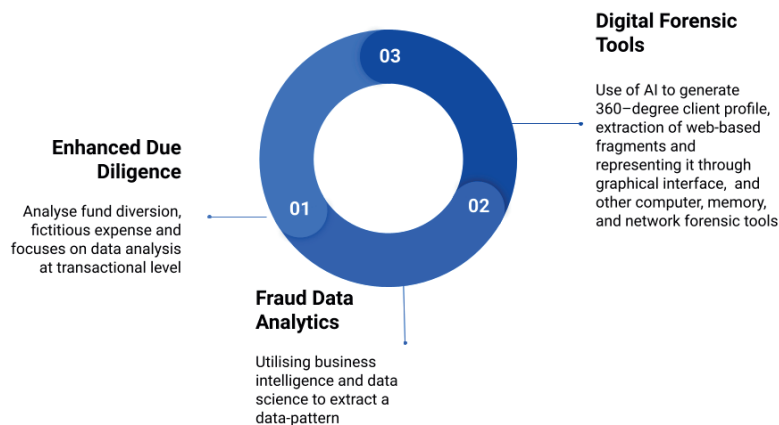 03
01
02
Digital Forensic
Tools
Use of AI to generate
360–degree client profile,
extraction of web-based
fragments and
representing it through
graphical interface, and
other computer, memory,
and network forensic tools
Enhanced Due
Diligence
Analyse fund diversion,
fictitious expense and
focuses on data analysis
at transactional level
Fraud Data
Analytics
Utilising business
intelligence and data
science to extract a
data-pattern